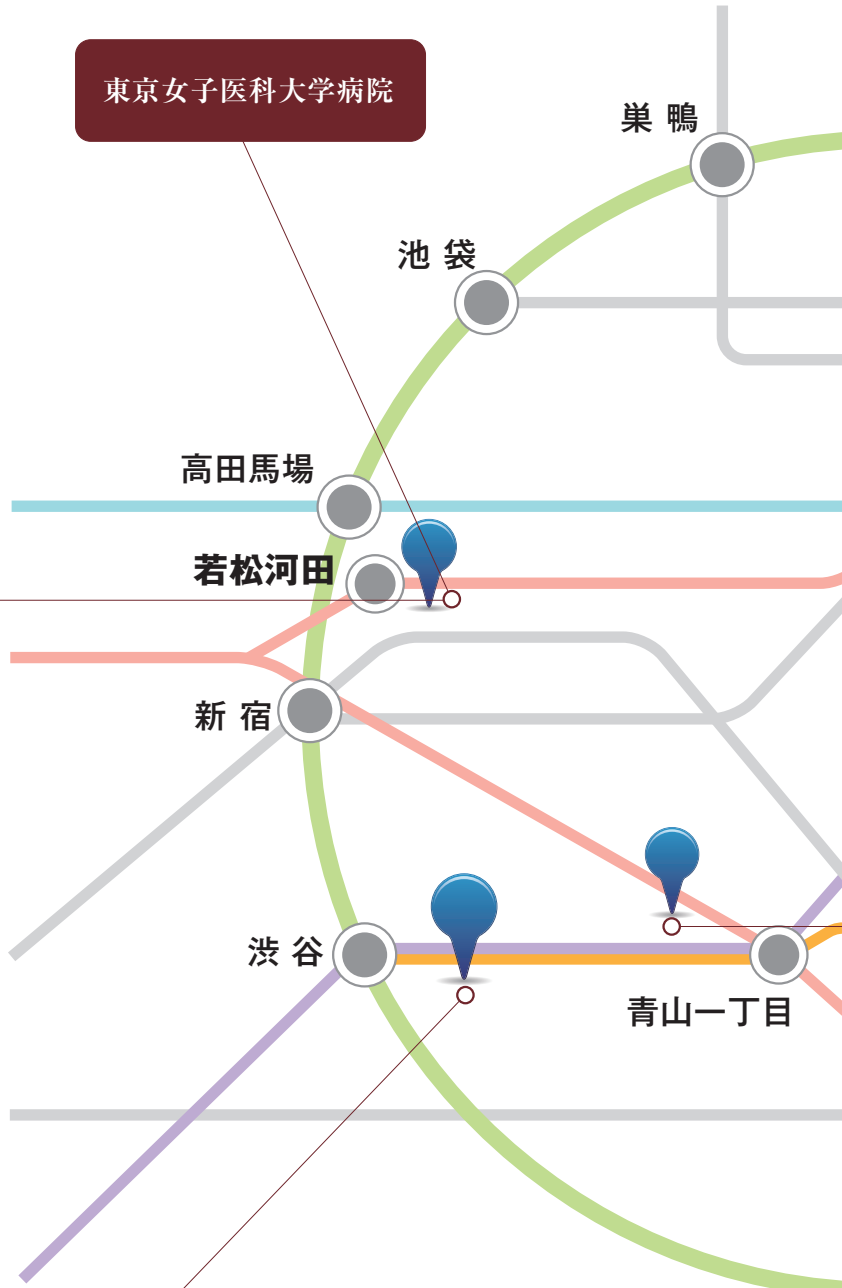 東京女子医科大学病院
巣鴨
池袋
高田馬場
若松河田
新宿
渋谷
青山一丁目